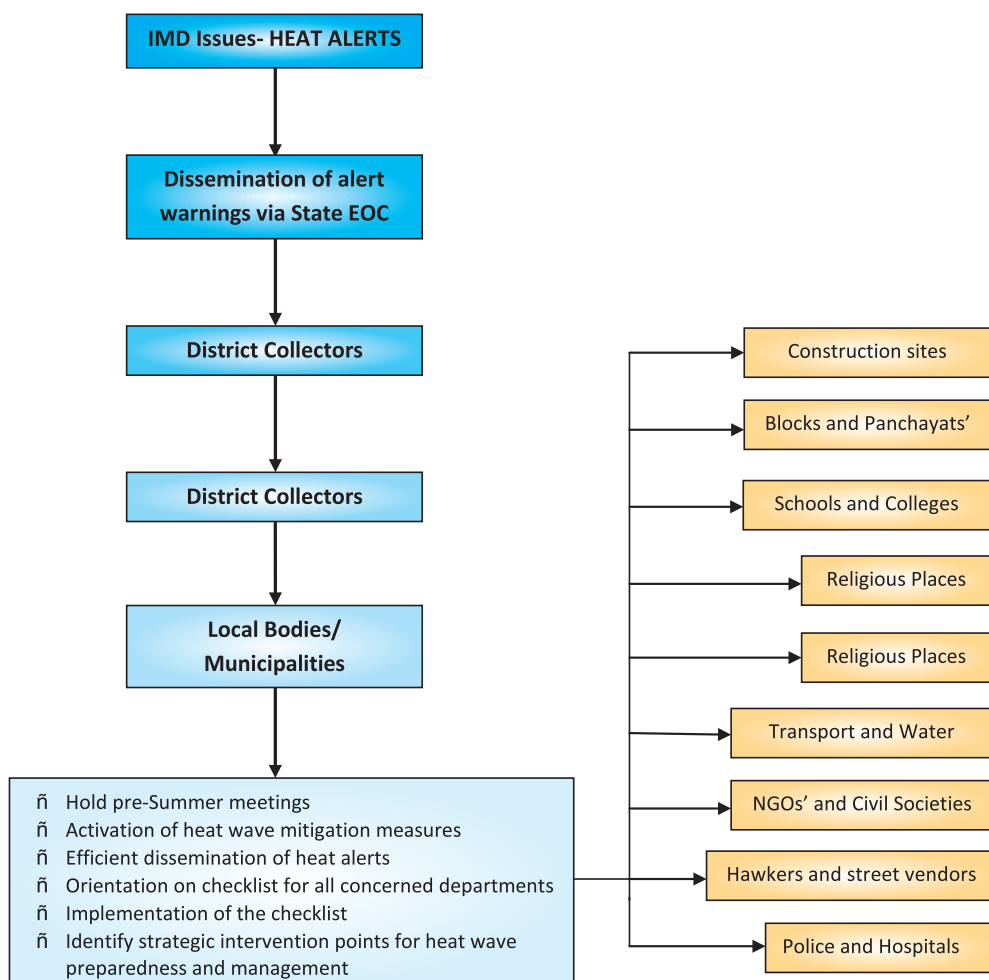 IMD Issues- HEAT ALERTS
Dissemination of alert
warnings via State EOC
District Collectors
District Collectors
Local Bodies/
Municipalities
ñ Hold pre-Summer meetings
ñ Activation of heat wave mitigation measures
ñ Efficient dissemination of heat alerts
ñ Orientation on checklist for all concerned departments
ñ Implementation of the checklist
ñ Identify strategic intervention points for heat wave
preparedness and management
Construction sites
Blocks and Panchayats’
Schools and Colleges
Religious Places
Religious Places
Transport and Water
NGOs’ and Civil Societies
Hawkers and street vendors
Police and Hospitals